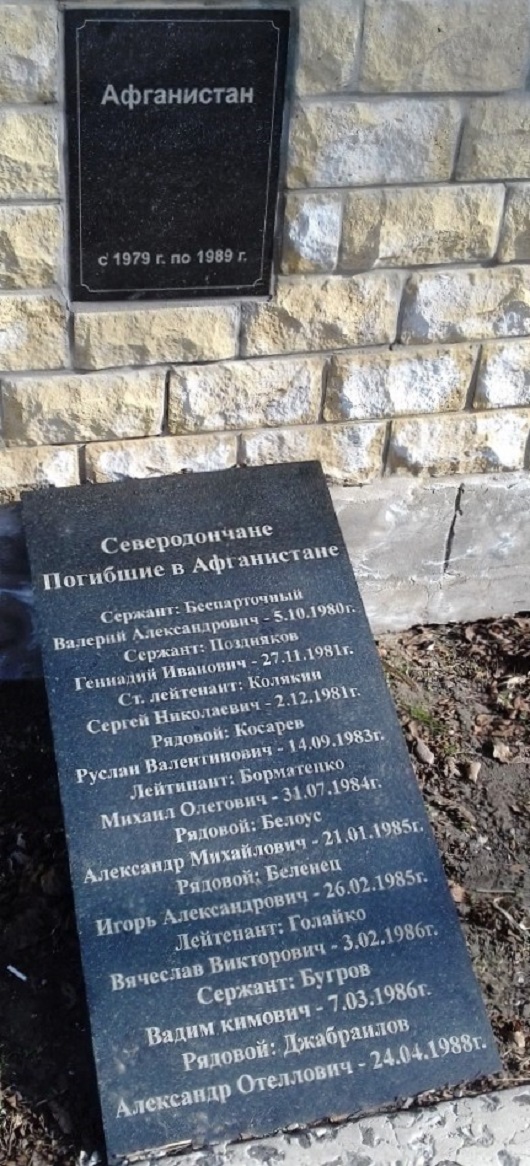 Афганистан
с 1979 г. по 1989 г.
Северодончане
Погибшие в Афганистане
Сержант: Беспарточный
Валерий Александрович - 5.10.1980г.
Сержант: Поздняков
Геннадий Иванович - 27.11.1981г.
Ст. лейтенант: Колякин
Сергей Николаевич - 2.12.1981г.
Рядовой: Косарев
Руслан Валентинович - 14.09.1983г.
Лейтинант: Борматенко
Михаил Олегович - 31.07.1984г.
Рядовой: Белоус
Александр Михайлович - 21.01.1985г.
Рядовой: Беленец
Игорь Александрович - 26.02.1985г.
Лейтенант: Голайко
Вячеслав Викторович - 3.02.1986г.
Сержант: Бугров
Вадим кимович - 7.03.1986г.
Рядовой: Джабраилов
Александр Отеллович - 24.04.1988г.